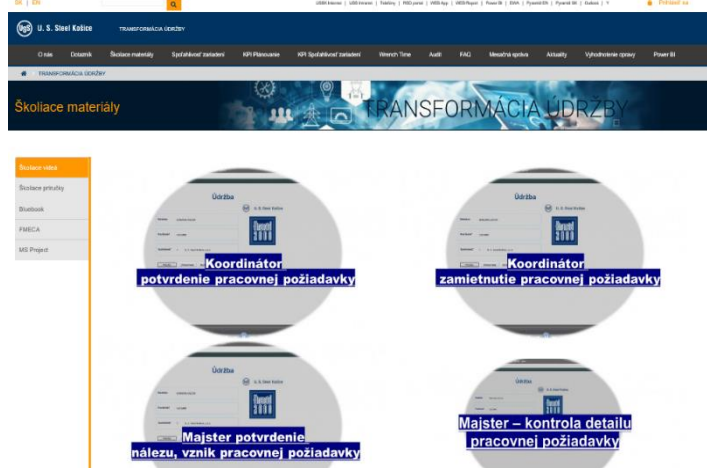 SK | EN
Prihlásiť sa
U. S. Steel Košice
TRANSFORMÁCIA ÚDRŽBY
O nás Dotazník Školiace materiály Spoľahlivosť zariadení KPI Plánovanie KPI Spoľahlivosť zariadení Wrench Time Audit FAQ Mesačná správa Aktuality Vyhodnotenie opravy Power BI
TRANSFORMÁCIA ÚDRŽBY
Školiace materiály
TRANSFORMÁCIA ÚDRŽBY
Školiace videá
Školiace príručky
Bluebook
FMECA
MS Project
Údržba
U. S. Steel Košice
Koordinátor
potvrdenie pracovnej požiadavky
Údržba
U. S. Steel Košice
Koordinátor
zamietnutie pracovnej požiadavky
Údržba
U. S. Steel Košice
Majster potvrdenie
nálezu, vznik pracovnej požiadavky
Údržba
Majster – kontrola detailu
pracovnej požiadavky